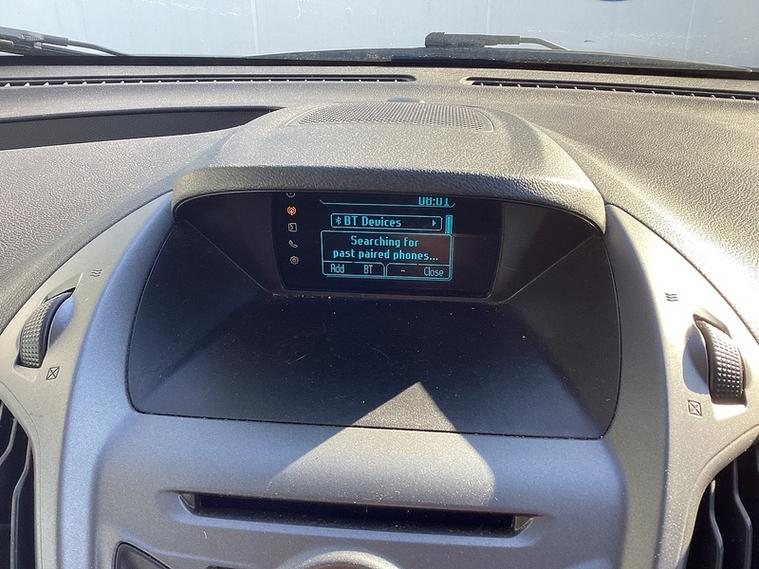 08:01
BT Devices
Searching for
past paired phones...
Add BT - Close